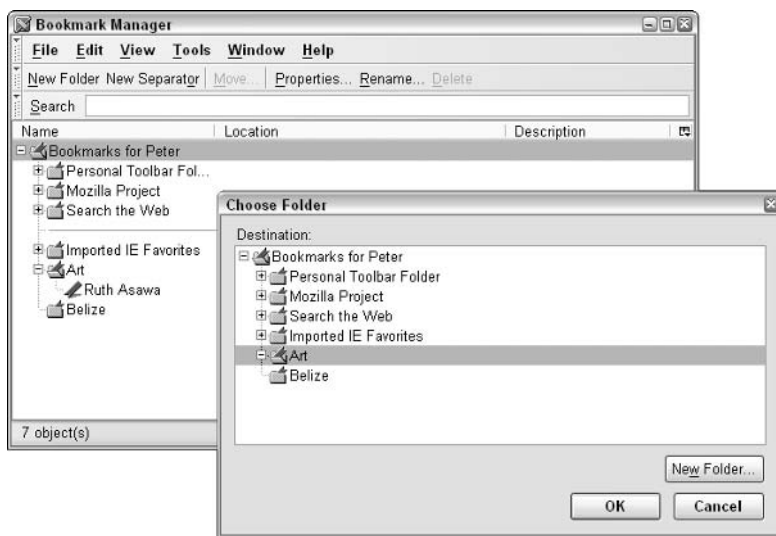 Bookmark Manager
File Edit View Tools Window Help
New Folder New Separator Move... Properties... Rename... Delete
Search
Name Location Description
Bookmarks for Peter
Personal Toolbar Fol...
Mozilla Project
Search the Web
Imported IE Favorites
Art
Ruth Asawa
Belize
7 object(s)
Choose Folder
Destination:
Bookmarks for Peter
Personal Toolbar Folder
Mozilla Project
Search the Web
Imported IE Favorites
Art
Belize
New Folder...
OK Cancel